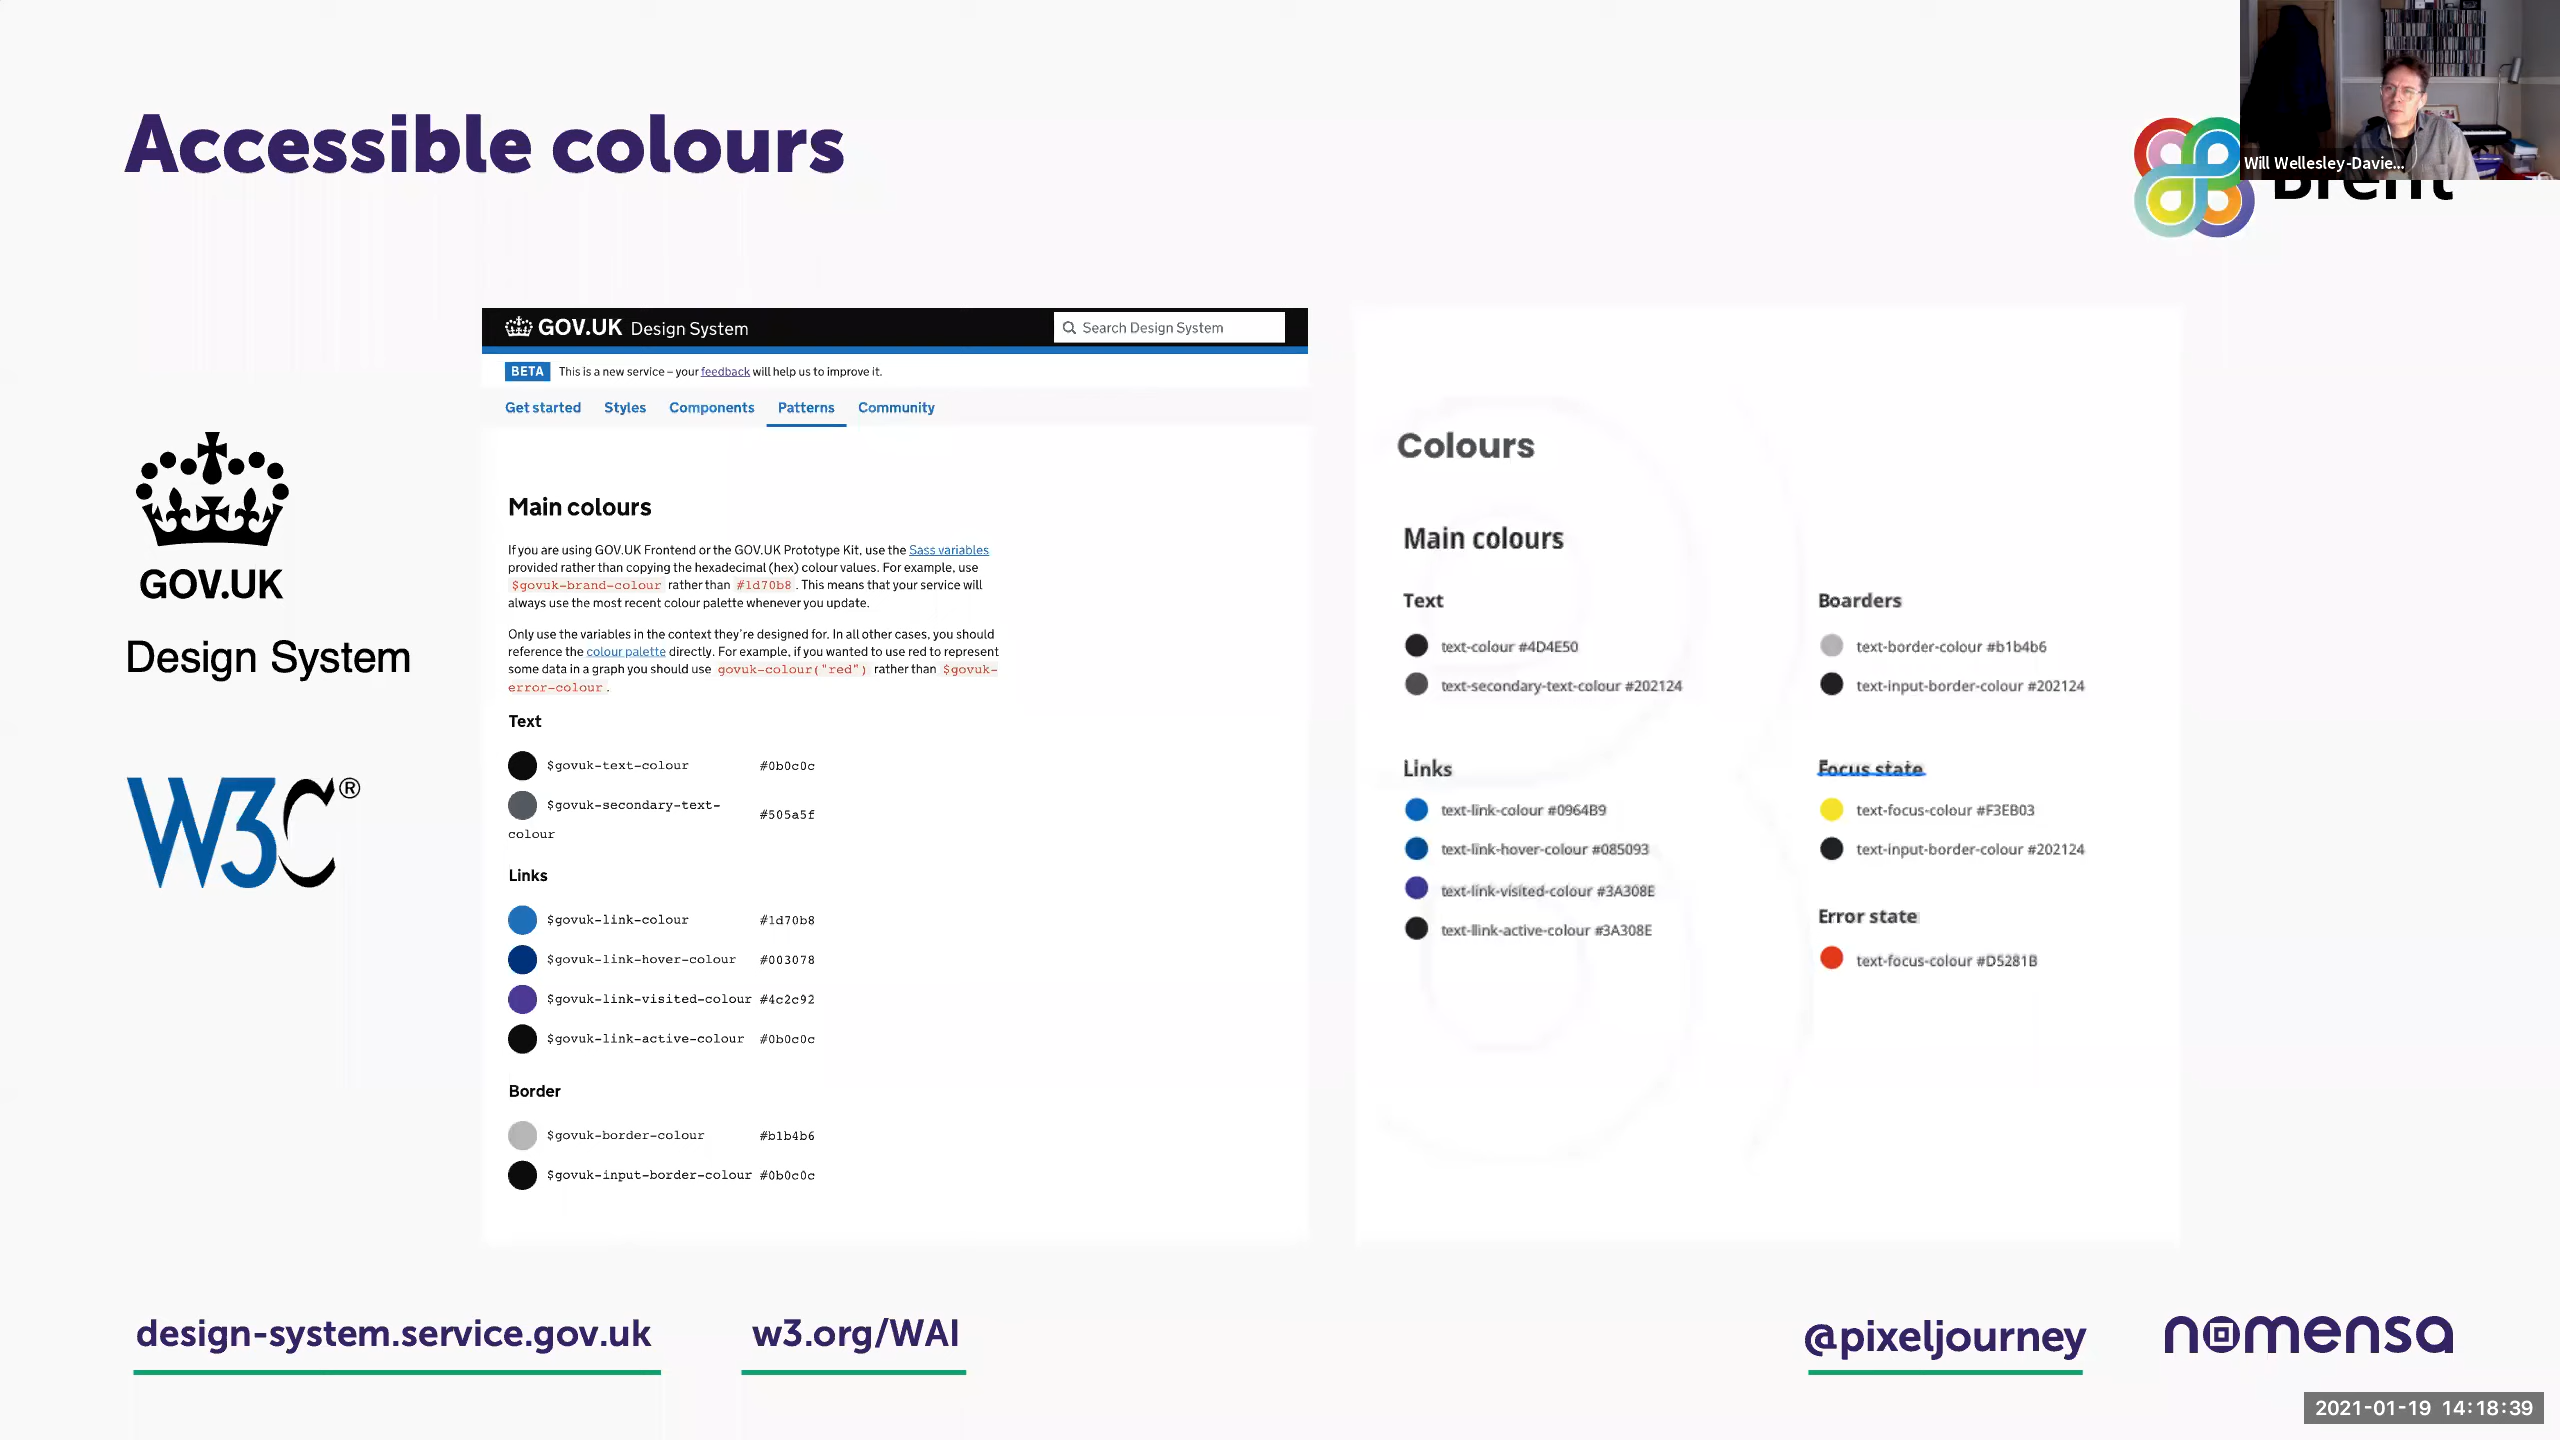 Accessible colours
Will Wellesley-Davie...
Brent
GOV.UK Design System
Search Design System
BETA This is a new service – your feedback will help us to improve it.
Get started Styles Components Patterns Community
GOV.UK
Design System
W3C®
Main colours
If you are using GOV.UK Frontend or the GOV.UK Prototype Kit, use the Sass variables
provided rather than copying the hexadecimal (hex) colour values. For example, use
$govuk-brand-colour rather than #1d70b8. This means that your service will
always use the most recent colour palette whenever you update.
Only use the variables in the context they're designed for. In all other cases, you should
reference the colour palette directly. For example, if you wanted to use red to represent
some data in a graph you should use govuk-colour("red") rather than $govuk-
error-colour.
Text
$govuk-text-colour #0b0c0c
$govuk-secondary-text-
colour #505a5f
Links
$govuk-link-colour #1d70b8
$govuk-link-hover-colour #003078
$govuk-link-visited-colour #4c2c92
$govuk-link-active-colour #0b0c0c
Border
$govuk-border-colour #b1b4b6
$govuk-input-border-colour #0b0c0c
Colours
Main colours
Text
text-colour #4D4E50
text-secondary-text-colour #202124
Links
text-link-colour #0964B9
text-link-hover-colour #085093
text-link-visited-colour #3A308E
text-llink-active-colour #3A308E
Boarders
text-border-colour #b1b4b6
text-input-border-colour #202124
Focus state
text-focus-colour #F3EB03
text-input-border-colour #202124
Error state
text-focus-colour #D5281B
design-system.service.gov.uk
w3.org/WAI
@pixeljourney
nomensa
2021-01-19 14:18:39